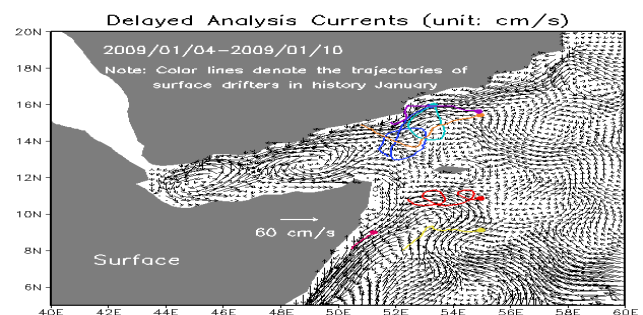 Delayed Analysis Currents (unit: cm/s)
20N
2009/01/04-2009/01/10
Note: Color lines denote the trajectories of
surface drifters in history January
18N
16N
14N
12N
10N
60 cm/s
8N
Surface
6N
40E 42E 44E 46E 48E 50E 52E 54E 56E 58E 60E